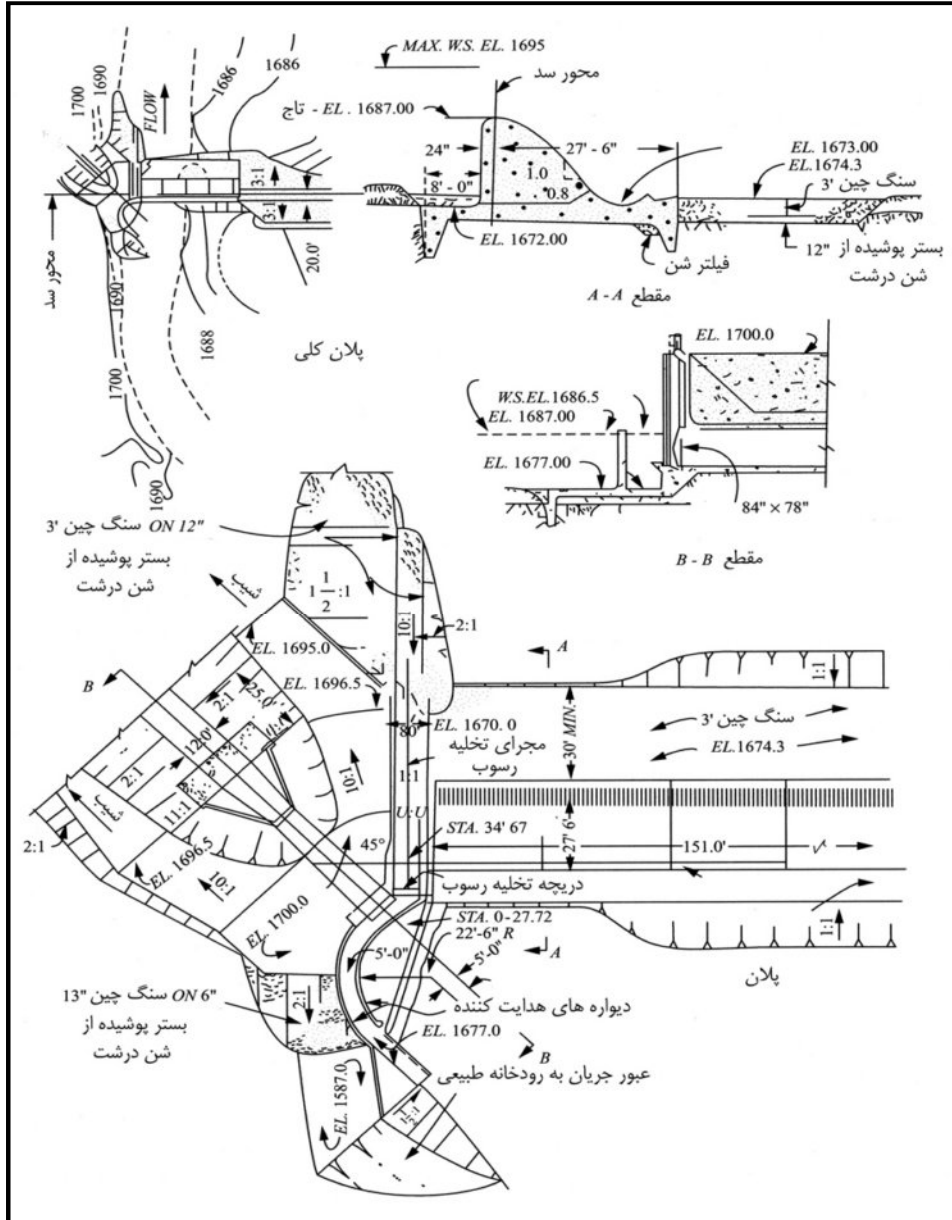 MAX. W.S. EL. 1695
محور سد
تاج - EL . 1687.00
24"
27' - 6"
8' - 0"
1.0
0.8
EL. 1672.00
EL. 1673.00
EL. 1674.3
سنگ چین 3'
بستر پوشیده از 12"
شن درشت
فیلتر شن
مقطع A - A
1700
1690
FLOW
1686
1686
3:1
3:1
20.0'
محور سد
1690
1688
1700
1690
پلان کلی
EL. 1700.0
W.S.EL.1686.5
EL. 1687.00
EL. 1677.00
84" × 78"
مقطع B - B
سنگ چین 3' ON 12"
بستر پوشیده از
شن درشت
شیب
1 1/2 :1
10:1
2:1
EL. 1695.0
EL. 1696.5
B
2:1
25.0'
12.0'
2:1
11:1
شیب
2:1
EL. 1696.5
10:1
10:1
45°
EL. 1700.0
80'
EL. 1670. 0
مجرای تخلیه
رسوب
1:1
U:U
STA. 34' 67
دریچه تخلیه رسوب
A
1:1
30' MIN.
سنگ چین 3'
EL.1674.3
27' 6"
151.0'
STA. 0-27.72
22'-6" R
5'-0"
5'-0"
A
1:1
پلان
سنگ چین 13" ON 6"
بستر پوشیده از
شن درشت
2:1
دیواره های هدایت کننده
EL. 1677.0
B
عبور جریان به رودخانه طبیعی
EL. 1587.0
1 1/2:1